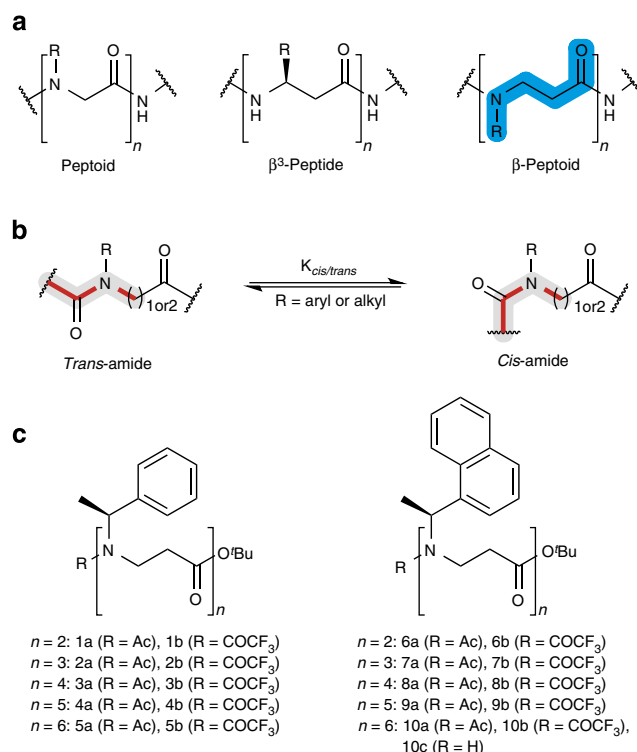 a
R
N
O
N
H
n
Peptoid
R
O
N
H
N
H
n
β³-Peptide
O
N
R
N
H
n
β-Peptoid
b
R
N
O
O
1or2
Trans-amide
K cis/trans
R = aryl or alkyl
R
O
N
O
1or2
Cis-amide
c
R
N
O
OᵗBu
n
n = 2: 1a (R = Ac), 1b (R = COCF₃)
n = 3: 2a (R = Ac), 2b (R = COCF₃)
n = 4: 3a (R = Ac), 3b (R = COCF₃)
n = 5: 4a (R = Ac), 4b (R = COCF₃)
n = 6: 5a (R = Ac), 5b (R = COCF₃)
R
N
O
OᵗBu
n
n = 2: 6a (R = Ac), 6b (R = COCF₃)
n = 3: 7a (R = Ac), 7b (R = COCF₃)
n = 4: 8a (R = Ac), 8b (R = COCF₃)
n = 5: 9a (R = Ac), 9b (R = COCF₃)
n = 6: 10a (R = Ac), 10b (R = COCF₃),
10c (R = H)